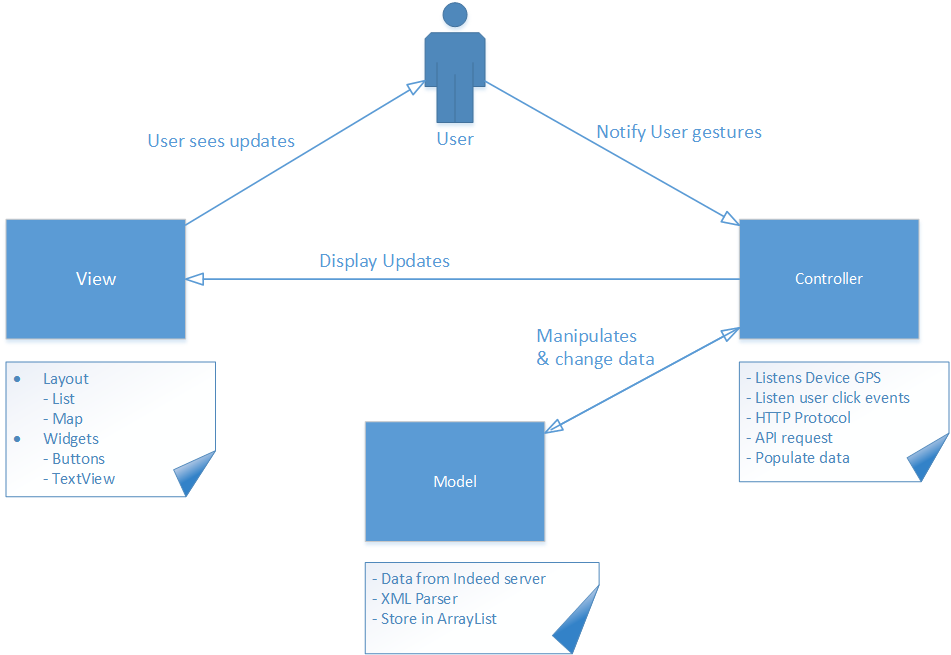 User
User sees updates
Notify User gestures
View
Display Updates
Controller
Manipulates
& change data
• Layout
- List
- Map
• Widgets
- Buttons
- TextView
- Listens Device GPS
- Listen user click events
- HTTP Protocol
- API request
- Populate data
Model
- Data from Indeed server
- XML Parser
- Store in ArrayList